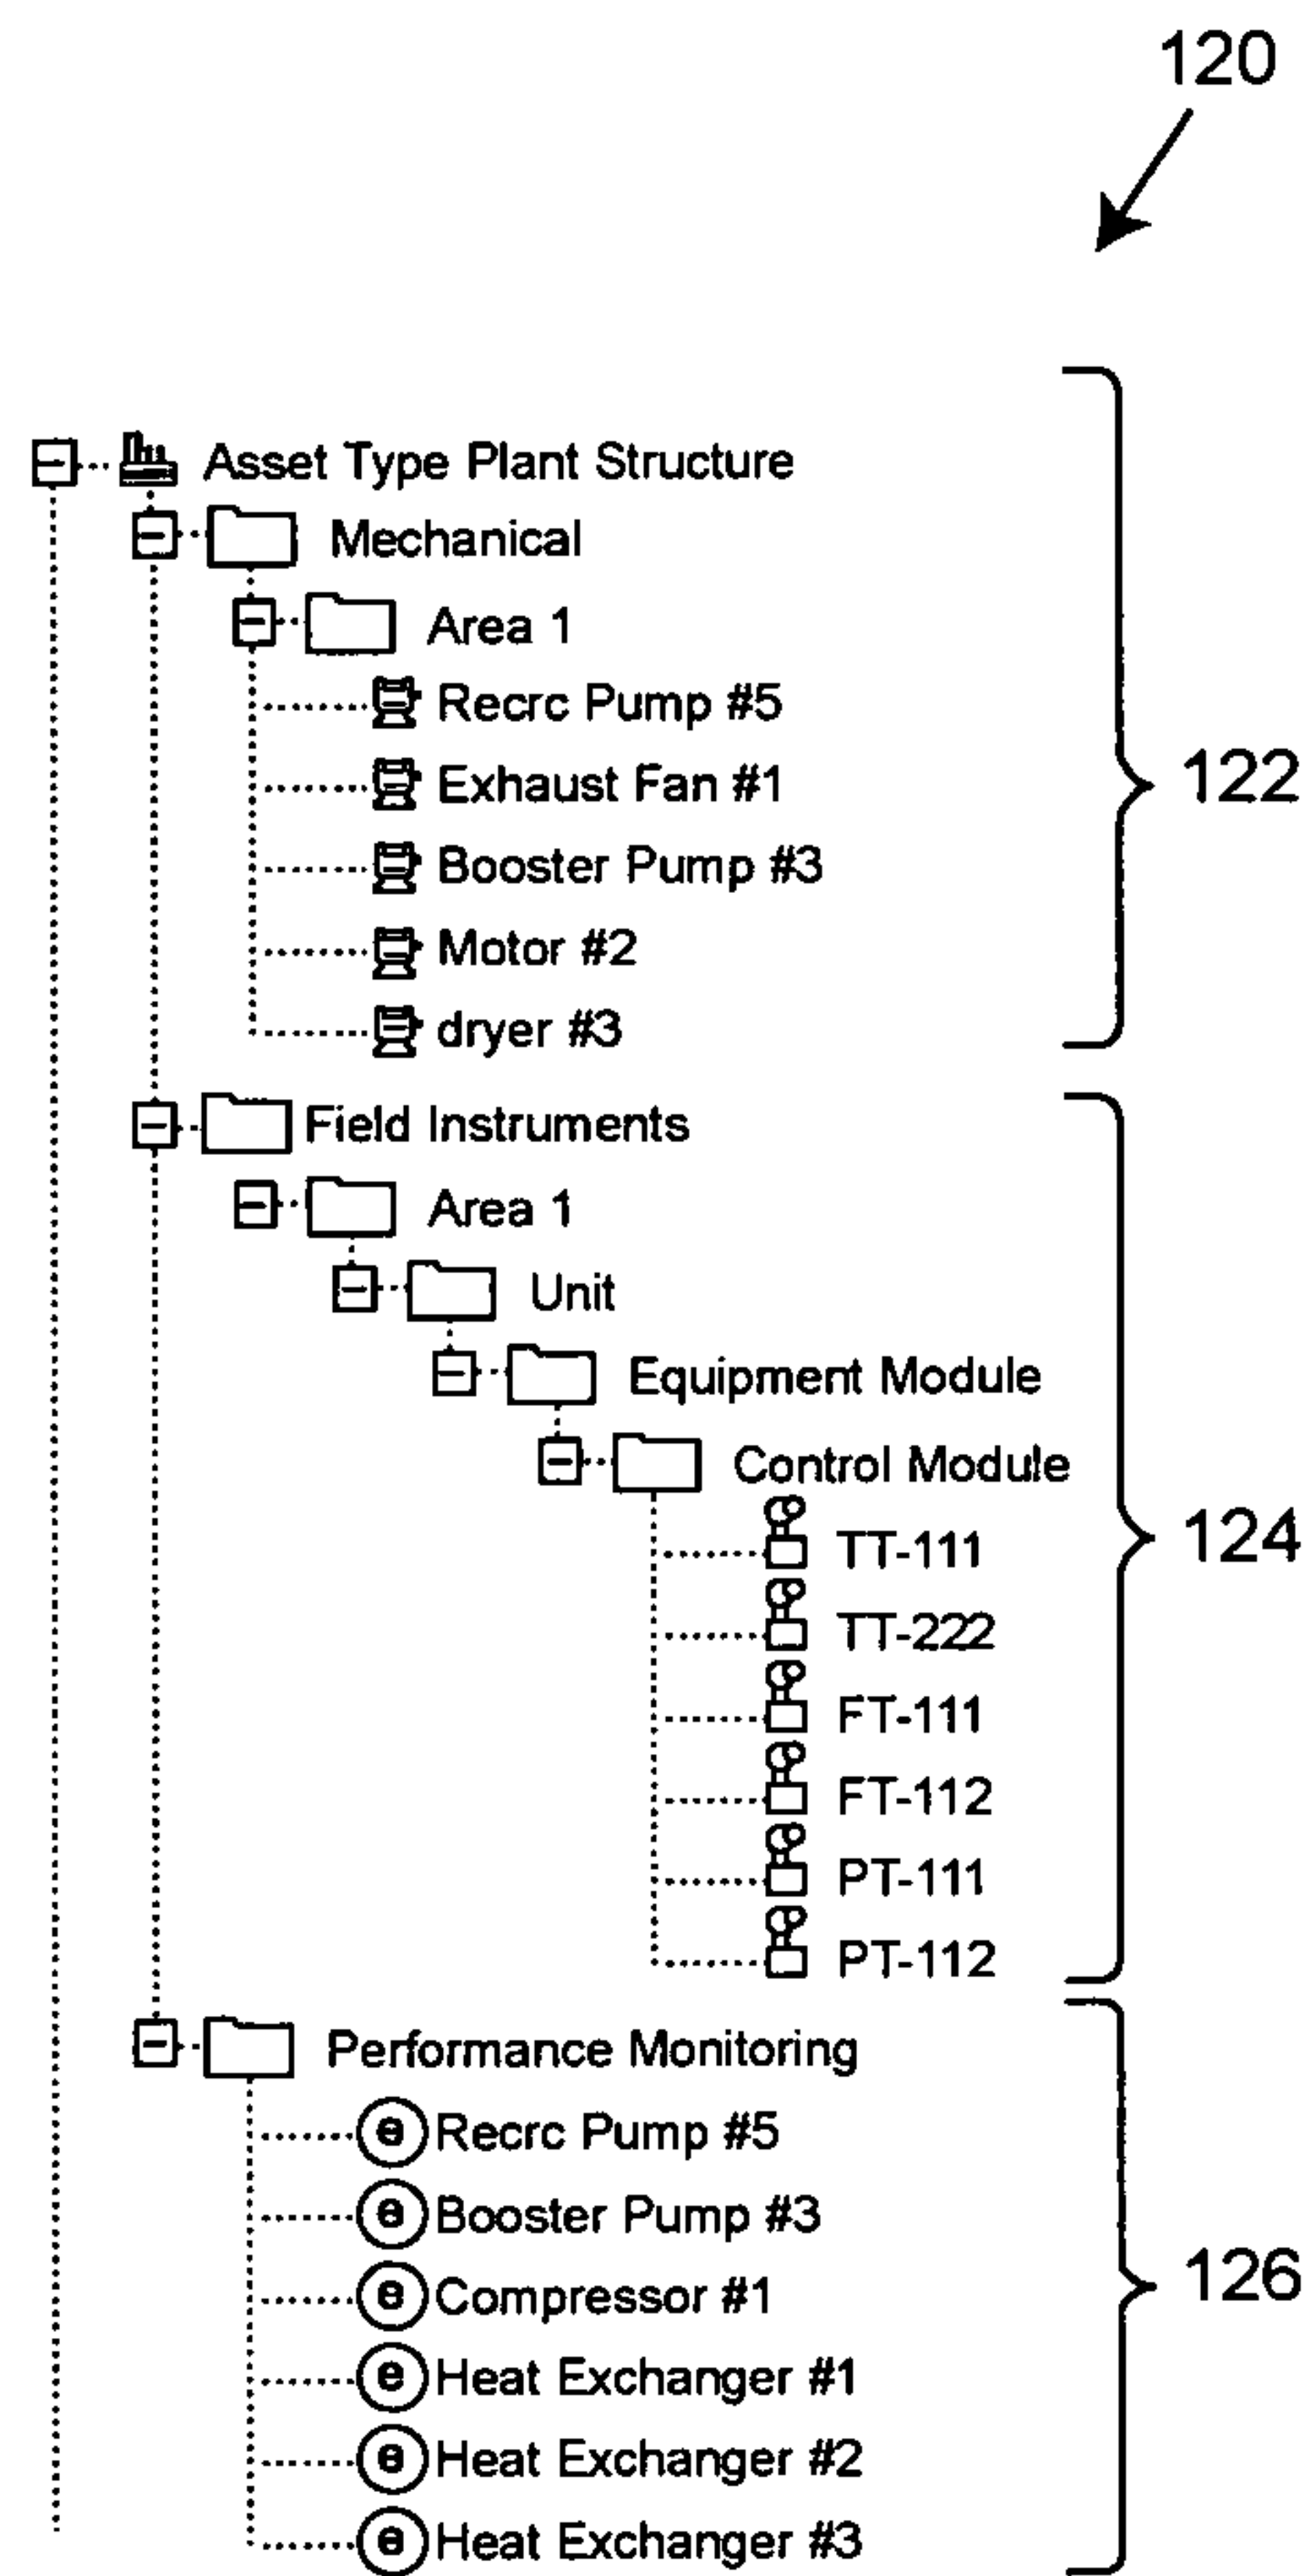 120
Asset Type Plant Structure
Mechanical
Area 1
Recrc Pump #5
Exhaust Fan #1
122
Booster Pump #3
Motor #2
dryer #3
Field Instruments
Area 1
Unit
Equipment Module
Control Module
TT-111
124
TT-222
FT-111
FT-112
PT-111
PT-112
Performance Monitoring
e Recrc Pump #5
e Booster Pump #3
e Compressor #1
126
e Heat Exchanger #1
e Heat Exchanger #2
e Heat Exchanger #3